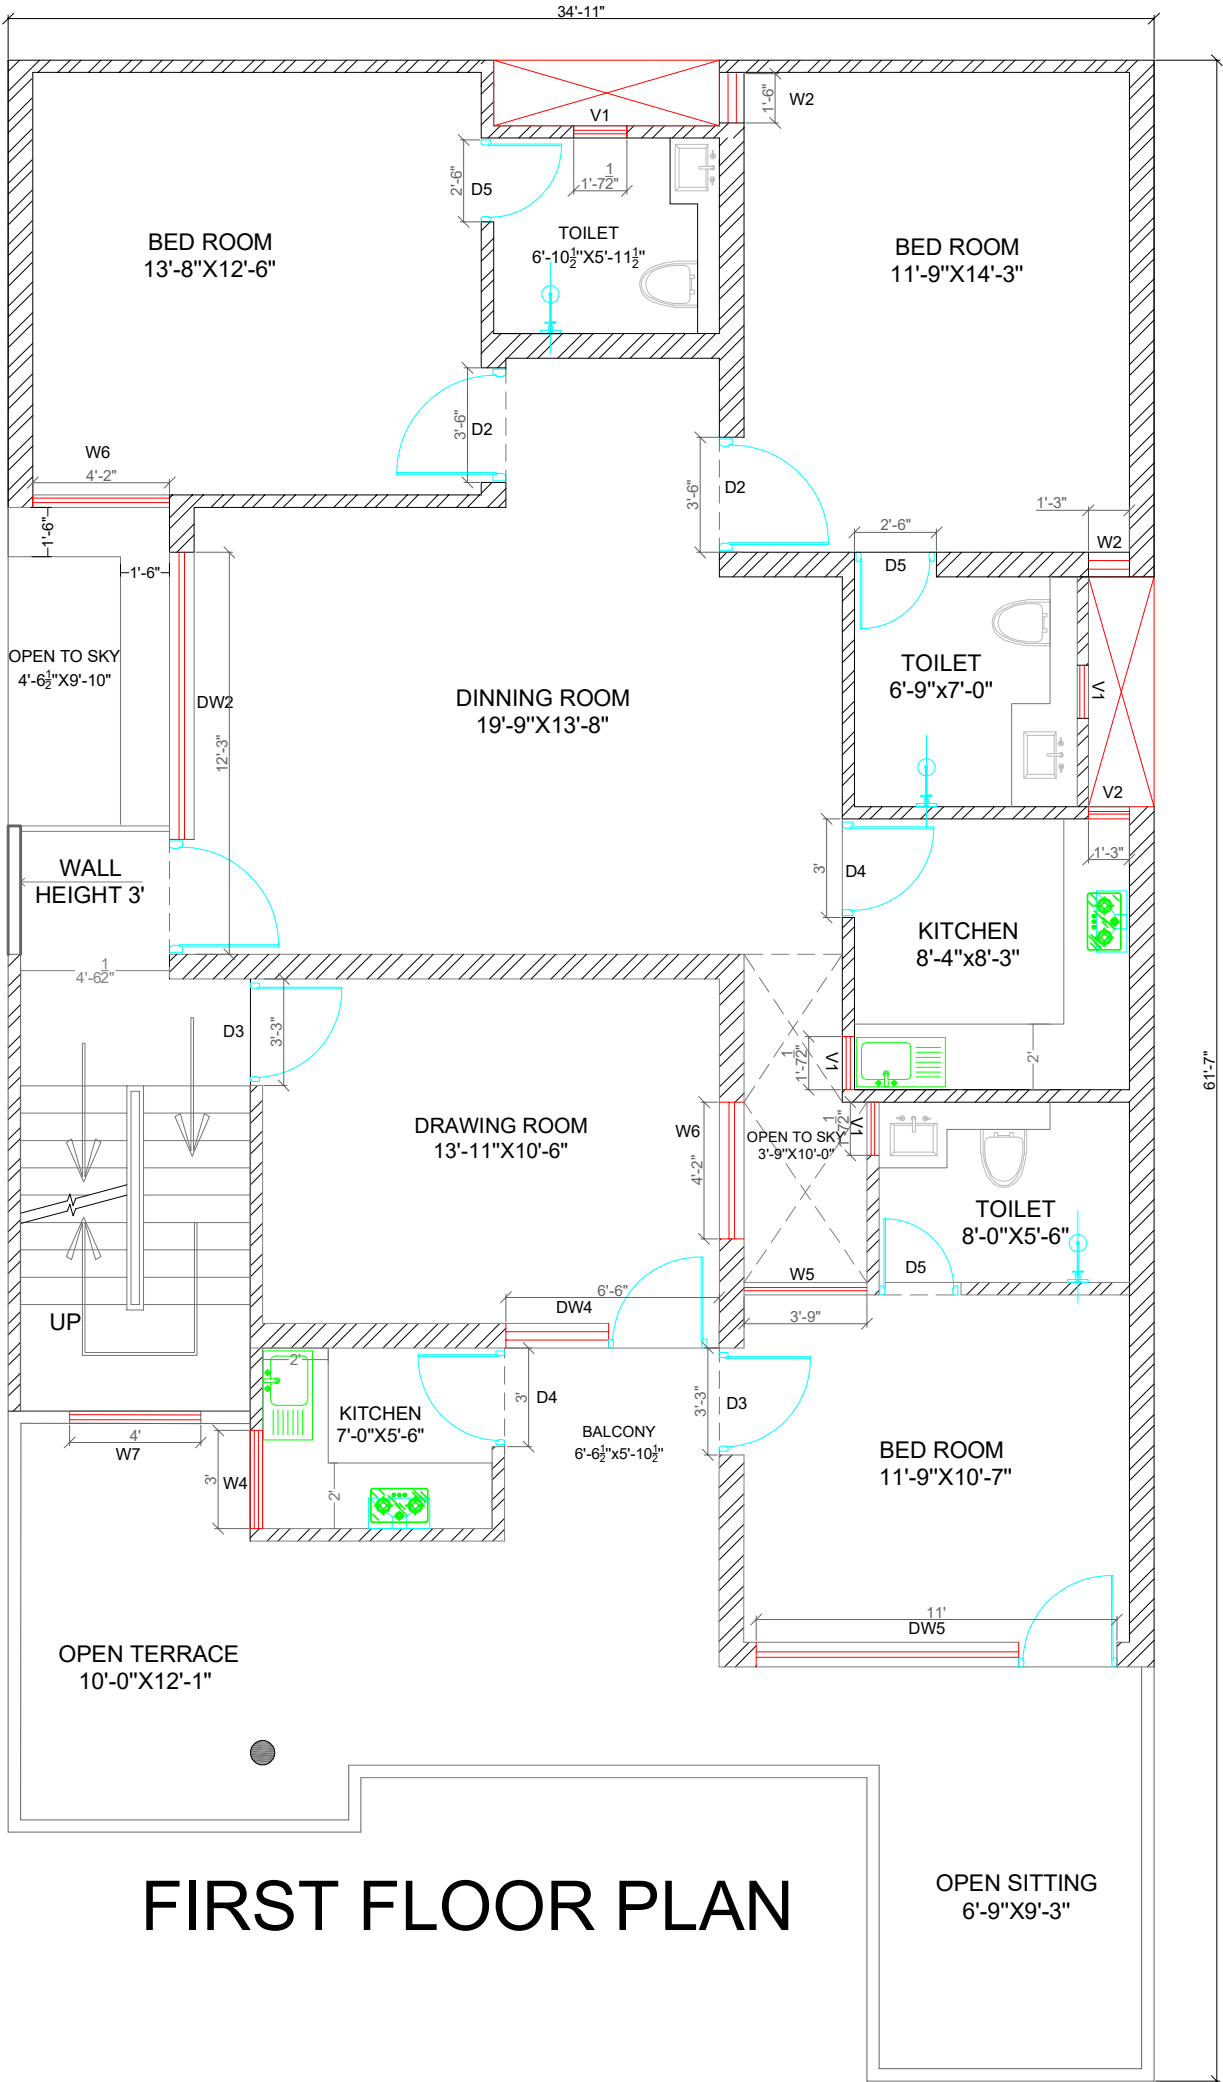 34'-11"
V1
1'-6"
W2
2'-6"
D5
1'-7½"
TOILET
6'-10½"X5'-11½"
BED ROOM
13'-8"X12'-6"
BED ROOM
11'-9"X14'-3"
3'-6"
D2
W6
4'-2"
3'-6"
D2
1'-3"
2'-6"
W2
D5
1'-6"
1'-6"
OPEN TO SKY
4'-6½"X9'-10"
TOILET
6'-9"x7'-0"
V1
DINNING ROOM
19'-9"X13'-8"
DW2
12'-3"
V2
1'-3"
WALL
HEIGHT 3'
3'
D4
KITCHEN
8'-4"x8'-3"
4'-6½"
D3
3'-3"
2'
1'-7½"
V1
61'-7"
DRAWING ROOM
13'-11"X10'-6"
W6
4'-2"
OPEN TO SKY
3'-9"X10'-0"
1'-7½"
V1
TOILET
8'-0"X5'-6"
D5
W5
3'-9"
6'-6"
DW4
UP
2'
3'
D4
3'-3"
D3
KITCHEN
7'-0"X5'-6"
BALCONY
6'-6½"x5'-10½"
4'
W7
3'
W4
2'
BED ROOM
11'-9"X10'-7"
11'
DW5
OPEN TERRACE
10'-0"X12'-1"
FIRST FLOOR PLAN
OPEN SITTING
6'-9"X9'-3"